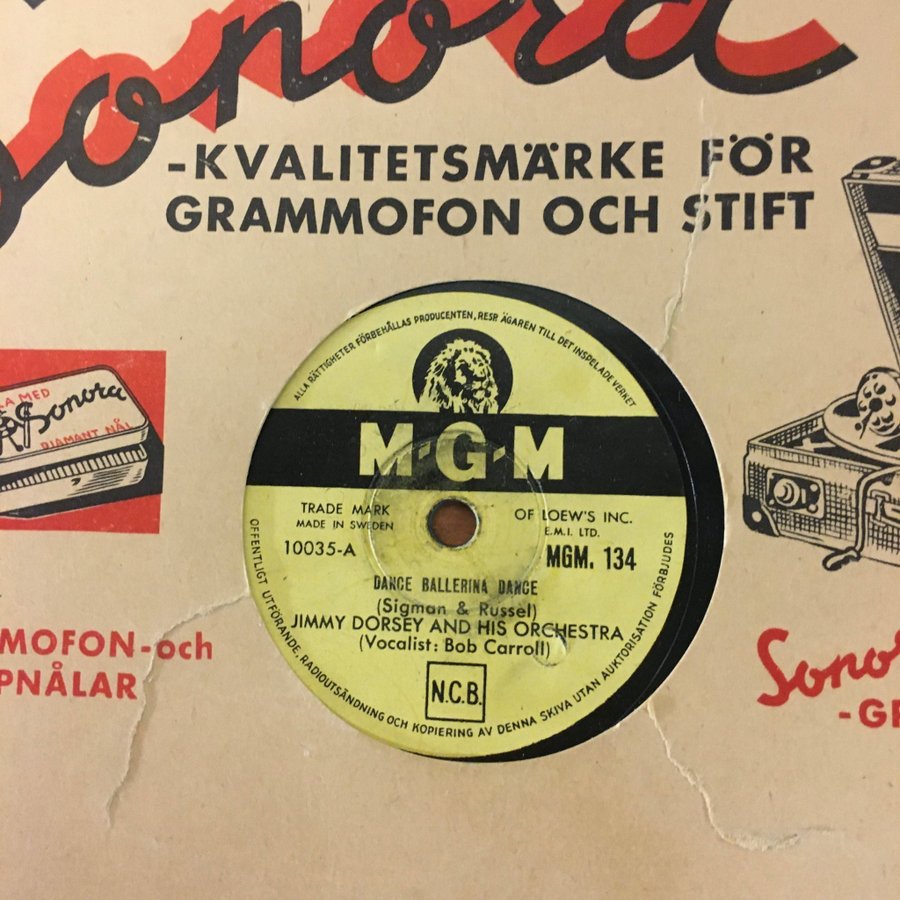 Sonora
-KVALITETSMÄRKE FÖR
GRAMMOFON OCH STIFT
ALLA RÄTTIGHETER FÖRBEHÅLLAS PRODUCENTEN, RESP. ÄGAREN TILL DET INSPELADE VERKET
M-G-M
TRADE MARK
MADE IN SWEDEN
OF LOEW'S INC.
E.M.I. LTD.
10035-A
MGM. 134
DANCE BALLERINA DANCE
(Sigman & Russel)
JIMMY DORSEY AND HIS ORCHESTRA
(Vocalist: Bob Carroll)
N.C.B.
OFFENTLIGT UTFÖRANDE, RADIOUTSÄNDNING OCH KOPIERING AV DENNA SKIVA UTAN AUKTORISATION FÖRBJUDES
MED
Sonora
DIAMANT NÅL
MOFON-och
PNÅLAR
Sonor
-GR